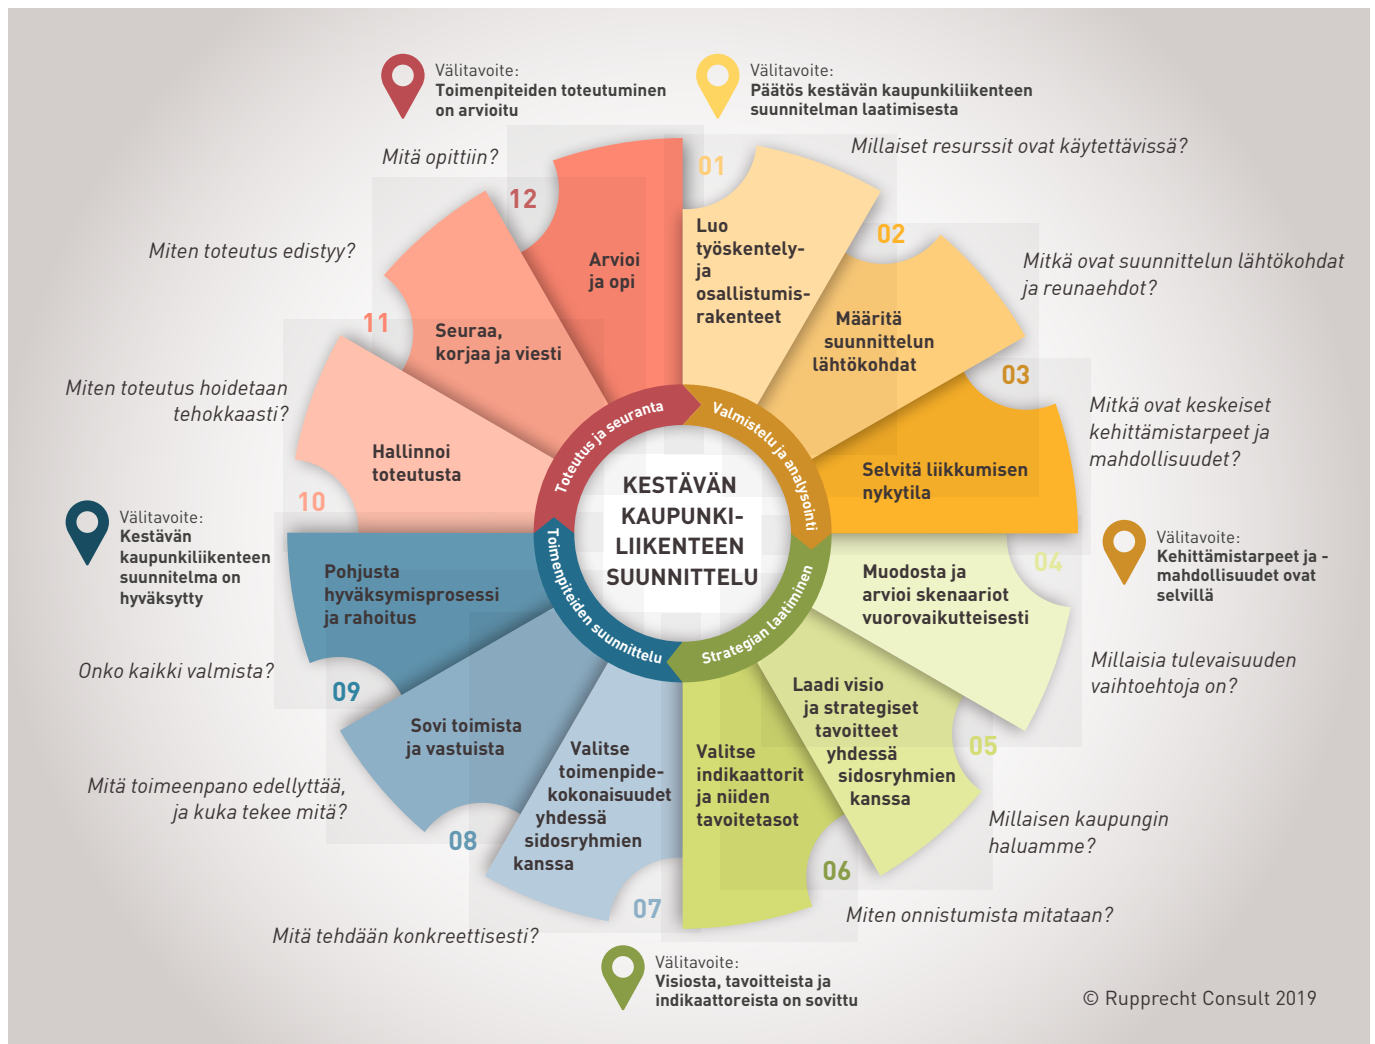 Välitavoite:
Toimenpiteiden toteutuminen
on arvioitu
Välitavoite:
Päätös kestävän kaupunkiliikenteen
suunnitelman laatimisesta
Mitä opittiin?
Millaiset resurssit ovat käytettävissä?
Miten toteutus edistyy?
Mitkä ovat suunnittelun lähtökohdat
ja reunaehdot?
Miten toteutus hoidetaan
tehokkaasti?
Mitkä ovat keskeiset
kehittämistarpeet ja
mahdollisuudet?
01
Luo
työskentely-
ja
osallistumis-
rakenteet
02
Määritä
suunnittelun
lähtökohdat
03
Selvitä liikkumisen
nykytila
04
Muodosta ja
arvioi skenaariot
vuorovaikutteisesti
05
Laadi visio
ja strategiset
tavoitteet
yhdessä
sidosryhmien
kanssa
06
Valitse
indikaattorit
ja niiden
tavoitetasot
07
Valitse
toimenpide-
kokonaisuudet
yhdessä
sidosryhmien
kanssa
08
Sovi toimista
ja vastuista
09
Pohjusta
hyväksymisprosessi
ja rahoitus
10
Hallinnoi
toteutusta
11
Seuraa,
korjaa ja viesti
12
Arvioi
ja opi
Valmistelu ja analysointi
Strategian laatiminen
Toimenpiteiden suunnittelu
Toteutus ja seuranta
KESTÄVÄN
KAUPUNKI-
LIIKENTEEN
SUUNNITTELU
Välitavoite:
Kestävän
kaupunkiliikenteen
suunnitelma on
hyväksytty
Välitavoite:
Kehittämistarpeet ja -
mahdollisuudet ovat
selvillä
Onko kaikki valmista?
Millaisia tulevaisuuden
vaihtoehtoja on?
Mitä toimeenpano edellyttää,
ja kuka tekee mitä?
Millaisen kaupungin
haluamme?
Mitä tehdään konkreettisesti?
Miten onnistumista mitataan?
Välitavoite:
Visiosta, tavoitteista ja
indikaattoreista on sovittu
© Rupprecht Consult 2019